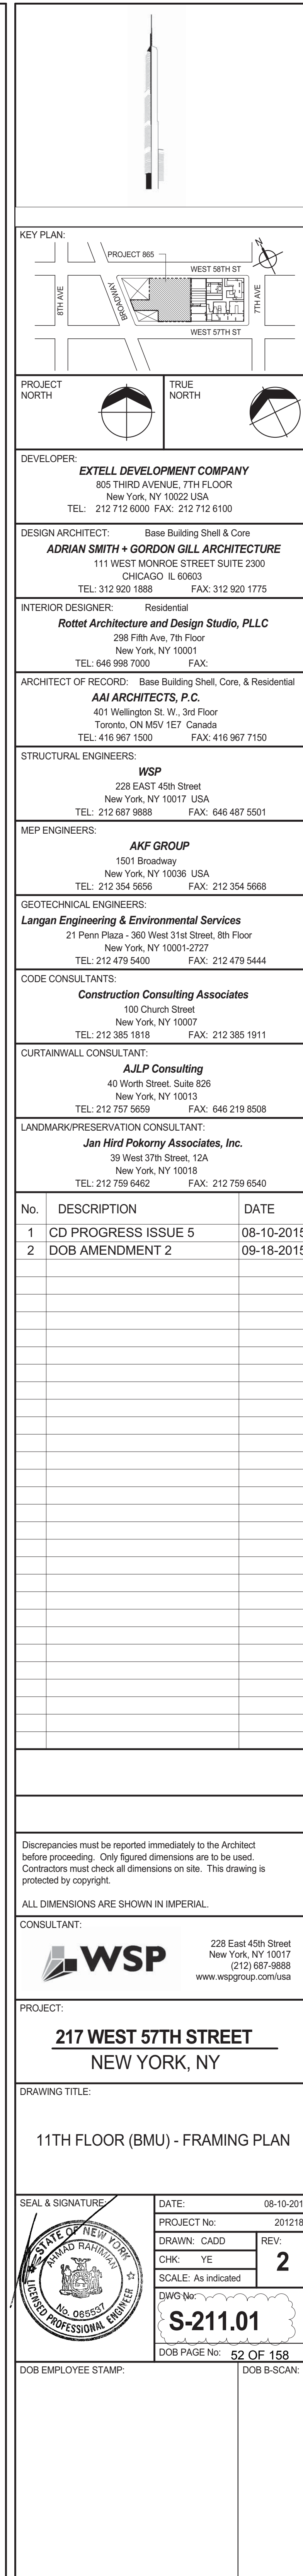 KEY PLAN:
N
PROJECT 865
WEST 58TH ST
8TH AVE
BROADWAY
7TH AVE
WEST 57TH ST
PROJECT NORTH
TRUE NORTH
DEVELOPER:
EXTELL DEVELOPMENT COMPANY
805 THIRD AVENUE, 7TH FLOOR
New York, NY 10022 USA
TEL: 212 712 6000 FAX: 212 712 6100
DESIGN ARCHITECT: Base Building Shell & Core
ADRIAN SMITH + GORDON GILL ARCHITECTURE
111 WEST MONROE STREET SUITE 2300
CHICAGO IL 60603
TEL: 312 920 1888 FAX: 312 920 1775
INTERIOR DESIGNER: Residential
Rottet Architecture and Design Studio, PLLC
298 Fifth Ave, 7th Floor
New York, NY 10001
TEL: 646 998 7000 FAX:
ARCHITECT OF RECORD: Base Building Shell, Core, & Residential
AAI ARCHITECTS, P.C.
401 Wellington St. W., 3rd Floor
Toronto, ON M5V 1E7 Canada
TEL: 416 967 1500 FAX: 416 967 7150
STRUCTURAL ENGINEERS:
WSP
228 EAST 45th Street
New York, NY 10017 USA
TEL: 212 687 9888 FAX: 646 487 5501
MEP ENGINEERS:
AKF GROUP
1501 Broadway
New York, NY 10036 USA
TEL: 212 354 5656 FAX: 212 354 5668
GEOTECHNICAL ENGINEERS:
Langan Engineering & Environmental Services
21 Penn Plaza - 360 West 31st Street, 8th Floor
New York, NY 10001-2727
TEL: 212 479 5400 FAX: 212 479 5444
CODE CONSULTANTS:
Construction Consulting Associates
100 Church Street
New York, NY 10007
TEL: 212 385 1818 FAX: 212 385 1911
CURTAINWALL CONSULTANT:
AJLP Consulting
40 Worth Street. Suite 826
New York, NY 10013
TEL: 212 757 5659 FAX: 646 219 8508
LANDMARK/PRESERVATION CONSULTANT:
Jan Hird Pokorny Associates, Inc.
39 West 37th Street, 12A
New York, NY 10018
TEL: 212 759 6462 FAX: 212 759 6540
No. DESCRIPTION DATE
1 CD PROGRESS ISSUE 5 08-10-2015
2 DOB AMENDMENT 2 09-18-2015
Discrepancies must be reported immediately to the Architect
before proceeding. Only figured dimensions are to be used.
Contractors must check all dimensions on site. This drawing is
protected by copyright.
ALL DIMENSIONS ARE SHOWN IN IMPERIAL.
CONSULTANT:
WSP
228 East 45th Street
New York, NY 10017
(212) 687-9888
www.wspgroup.com/usa
PROJECT:
217 WEST 57TH STREET
NEW YORK, NY
DRAWING TITLE:
11TH FLOOR (BMU) - FRAMING PLAN
SEAL & SIGNATURE:
STATE OF NEW YORK
AHMAD RAHIMIAN
No. 065537
LICENSED PROFESSIONAL ENGINEER
DATE: 08-10-201
PROJECT No: 201218
DRAWN: CADD
CHK: YE
SCALE: As indicated
REV:
2
DWG No:
S-211.01
DOB PAGE No: 52 OF 158
DOB EMPLOYEE STAMP:
DOB B-SCAN: